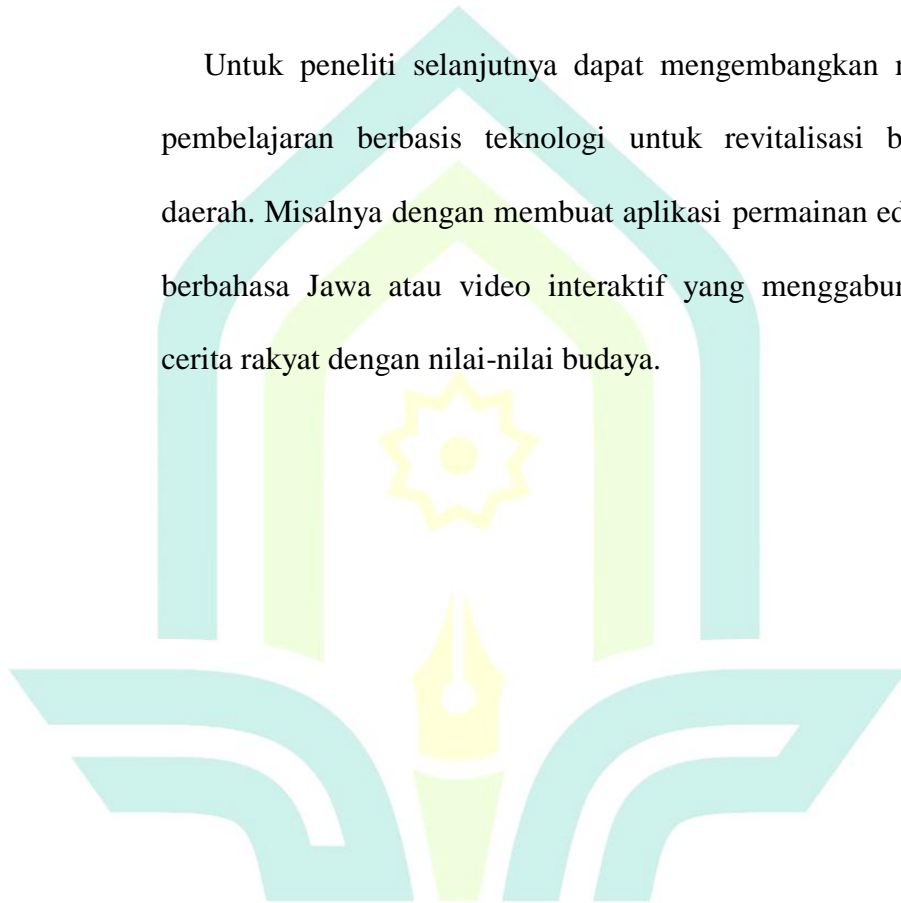 Untuk peneliti selanjutnya dapat mengembangkan
pembelajaran berbasis teknologi untuk revitalisasi
daerah. Misalnya dengan membuat aplikasi permainan
berbahasa Jawa atau video interaktif yang
cerita rakyat dengan nilai-nilai budaya.